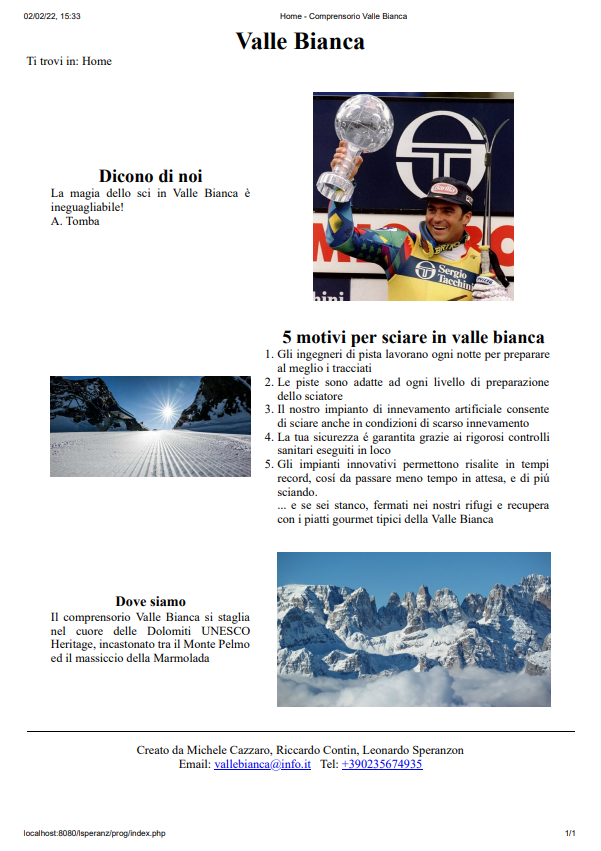 02/02/22, 15:33
Home - Comprensorio Valle Bianca
Valle Bianca
Ti trovi in: Home
Dicono di noi
La magia dello sci in Valle Bianca è
ineguagliabile!
A. Tomba
Sergio
Tacchini
5 motivi per sciare in valle bianca
1. Gli ingegneri di pista lavorano ogni notte per preparare
al meglio i tracciati
2. Le piste sono adatte ad ogni livello di preparazione
dello sciatore
3. Il nostro impianto di innevamento artificiale consente
di sciare anche in condizioni di scarso innevamento
4. La tua sicurezza é garantita grazie ai rigorosi controlli
sanitari eseguiti in loco
5. Gli impianti innovativi permettono risalite in tempi
record, cosí da passare meno tempo in attesa, e di piú
sciando.
... e se sei stanco, fermati nei nostri rifugi e recupera
con i piatti gourmet tipici della Valle Bianca
Dove siamo
Il comprensorio Valle Bianca si staglia
nel cuore delle Dolomiti UNESCO
Heritage, incastonato tra il Monte Pelmo
ed il massiccio della Marmolada
Creato da Michele Cazzaro, Riccardo Contin, Leonardo Speranzon
Email: vallebianca@info.it Tel: +390235674935
localhost:8080/lsperanz/prog/index.php
1/1